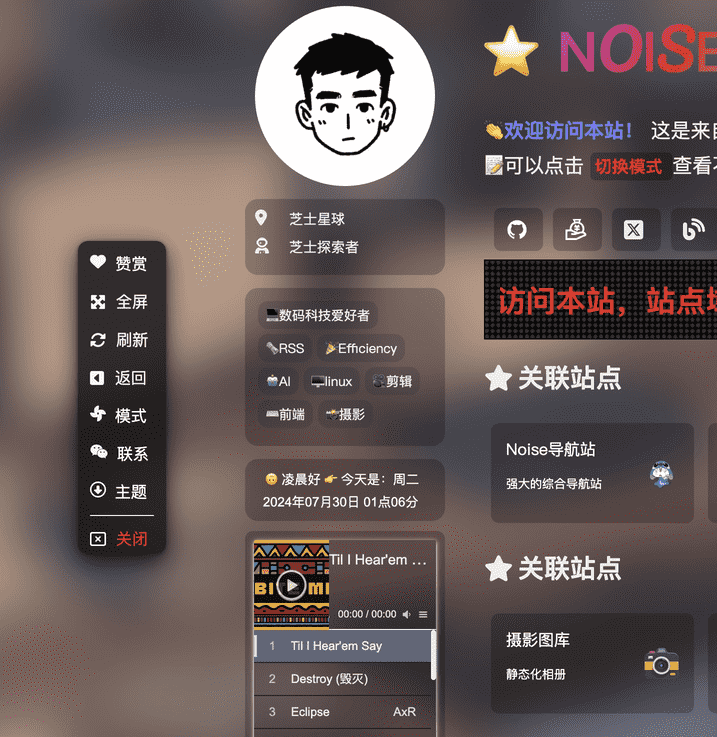 赞赏
全屏
刷新
返回
模式
联系
主题
关闭
芝士星球
芝士探索者
数码科技爱好者
RSS
Efficiency
AI
linux
剪辑
前端
摄影
凌晨好 今天是：周二
2024年07月30日 01点06分
BITE ME
Til I Hear'em ...
00:00 / 00:00
1 Til I Hear'em Say
2 Destroy (毁灭)
3 Eclipse AxR
NOISE
欢迎访问本站！ 这是来自
可以点击 切换模式 查看不
访问本站，站点
关联站点
Noise导航站
强大的综合导航站
关联站点
摄影图库
静态化相册